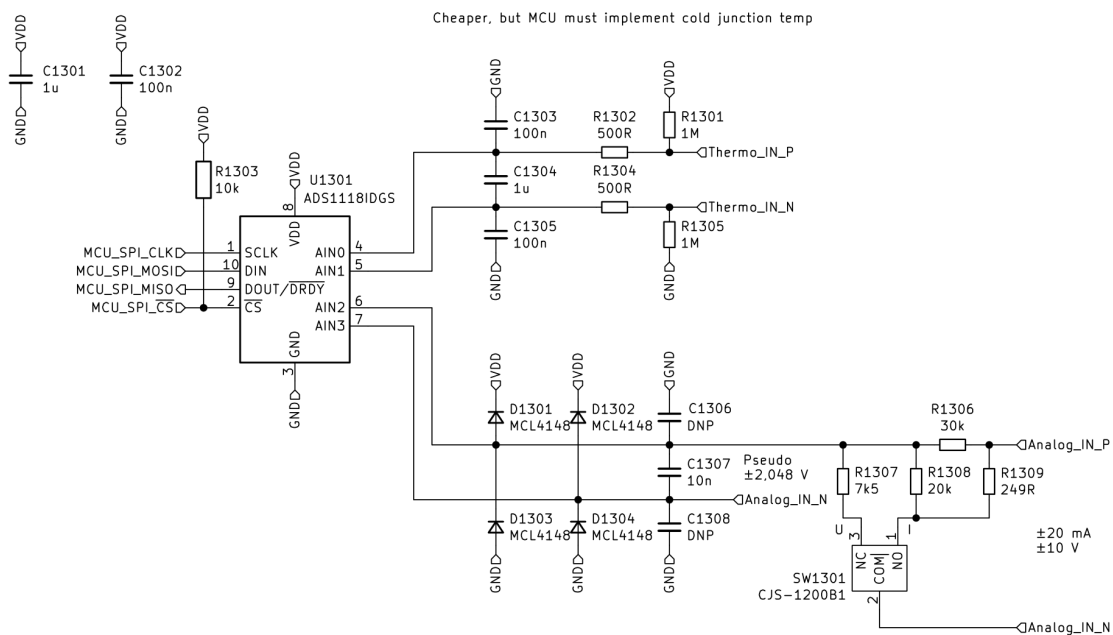 Cheaper, but MCU must implement cold junction temp
VDD
C1301
1u
GND
VDD
C1302
100n
GND
VDD
R1303
10k
VDD
U1301
ADS1118IDGS
8
VDD
MCU_SPI_CLK
1
SCLK
MCU_SPI_MOSI
10
DIN
MCU_SPI_MISO
9
DOUT/DRDY
MCU_SPI_CS
2
CS
AIN0
4
AIN1
5
AIN2
6
AIN3
7
GND
3
GND
GND
C1303
100n
C1304
1u
C1305
100n
GND
R1302
500R
R1304
500R
VDD
R1301
1M
Thermo_IN_P
Thermo_IN_N
R1305
1M
GND
VDD
D1301
MCL4148
VDD
D1302
MCL4148
GND
C1306
DNP
C1307
10n
Pseudo
±2,048 V
Analog_IN_N
D1303
MCL4148
GND
D1304
MCL4148
GND
C1308
DNP
GND
R1306
30k
Analog_IN_P
R1307
7k5
R1308
20k
R1309
249R
U
3
1
I
NC
COM
NO
2
SW1301
CJS-1200B1
±20 mA
±10 V
Analog_IN_N